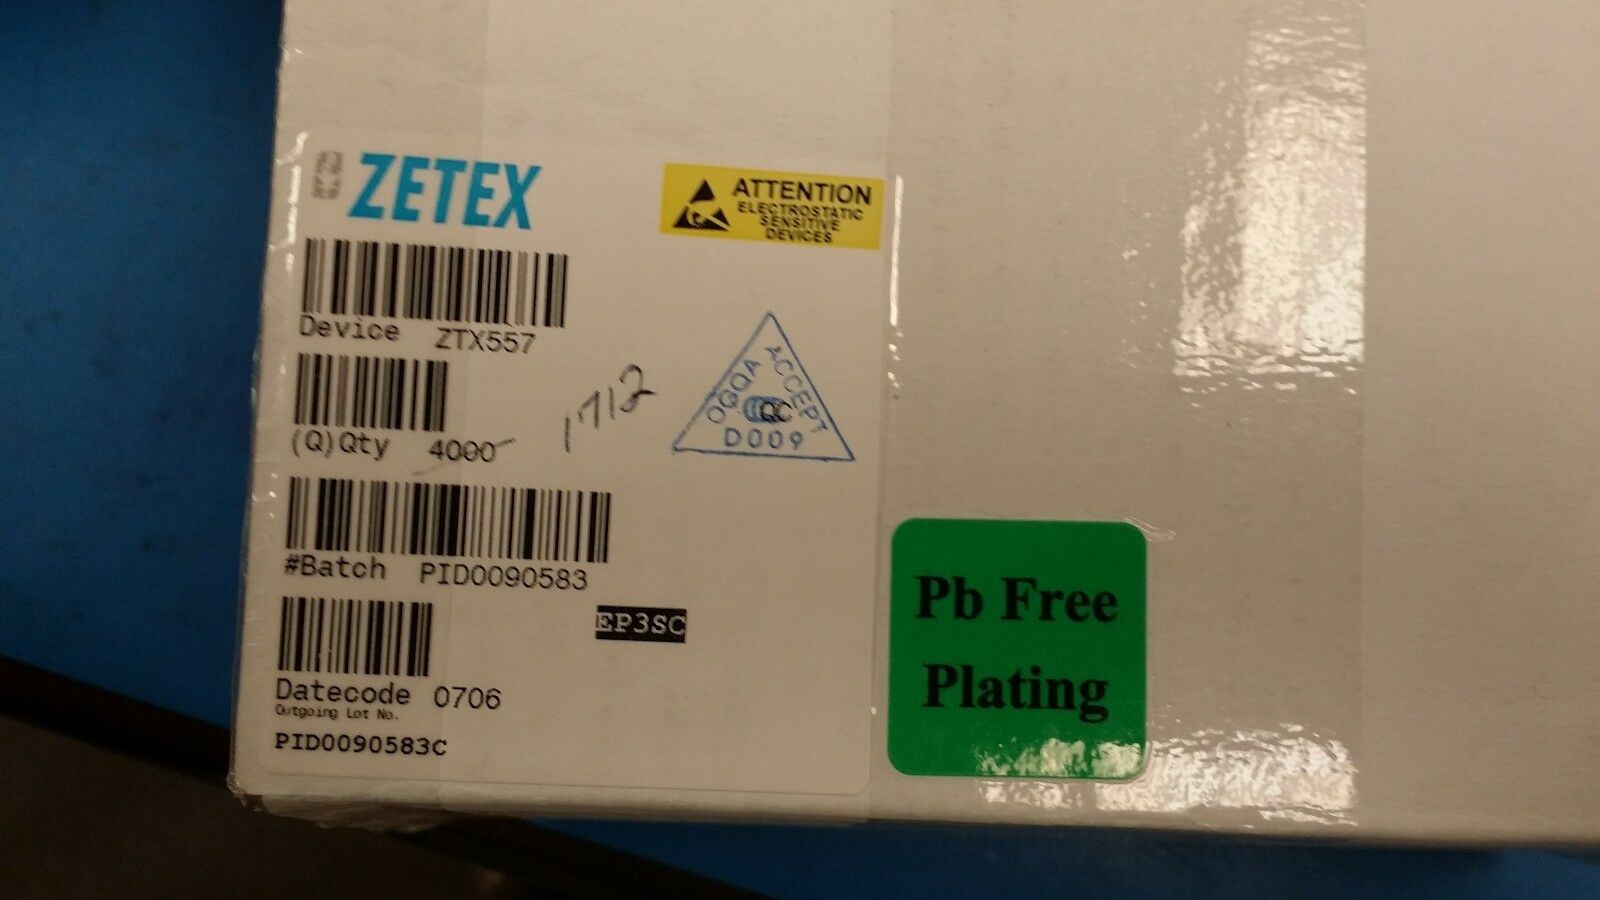 ZETEX
ATTENTION
ELECTROSTATIC
SENSITIVE
DEVICES
Device ZTX557
(Q)Qty 4000 1712
OGQA ACCEPT
QC
D009
#Batch PID0090583
EP3SC
Datecode 0706
Outgoing Lot No.
PID0090583C
Pb Free
Plating